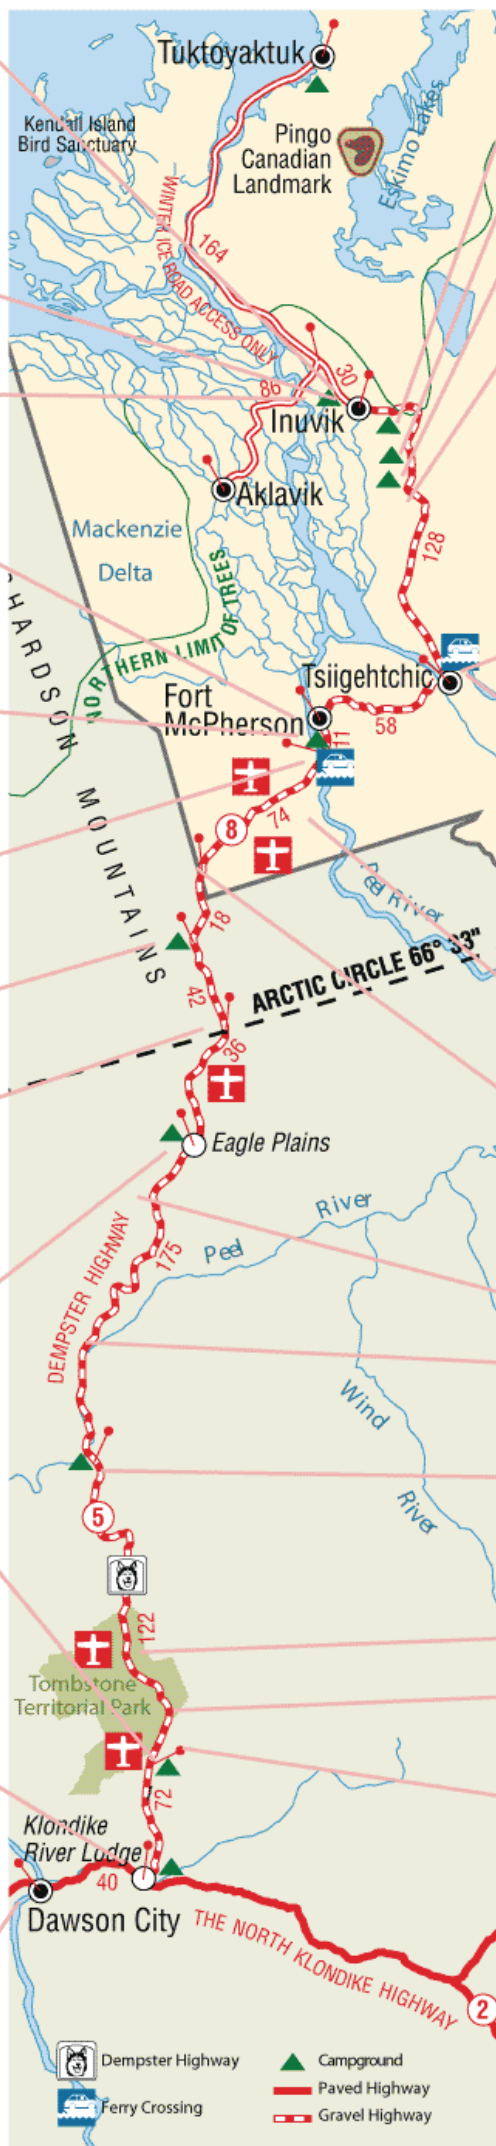 Tuktoyaktuk
Kendall Island
Bird Sanctuary
Pingo
Canadian
Landmark
Eskimo Lakes
WINTER ICE ROAD ACCESS ONLY
164
30
86
Inuvik
Aklavik
Mackenzie
Delta
NORTHERN LIMIT OF TREES
128
HARDSON MOUNTAINS
Tsiigehtchic
Fort
McPherson
58
11
74
8
Peel River
18
42
ARCTIC CIRCLE 66° 33"
36
Eagle Plains
DEMPSTER HIGHWAY
175
Peel River
Wind River
5
122
Tombstone
Territorial Park
72
Klondike
River Lodge
40
Dawson City
THE NORTH KLONDIKE HIGHWAY
2
Dempster Highway
Campground
Paved Highway
Ferry Crossing
Gravel Highway